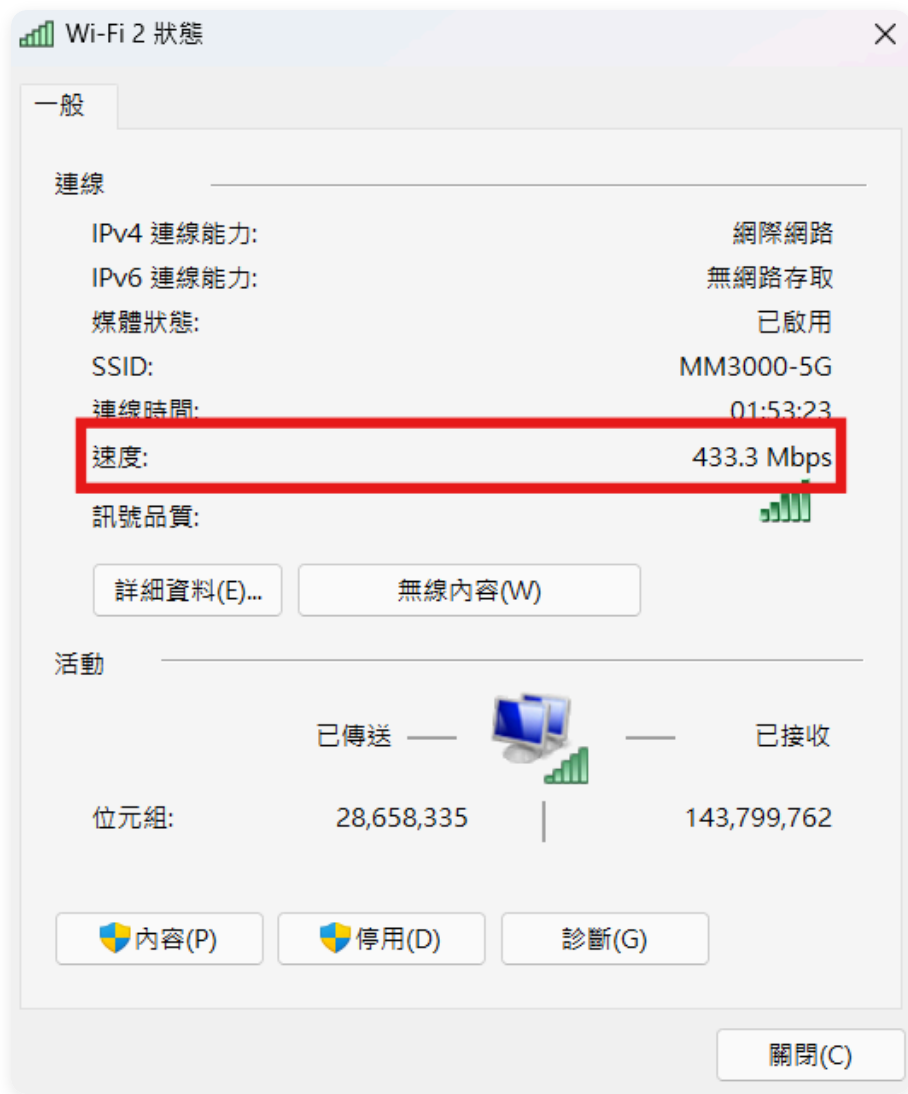 Wi-Fi 2 狀態
一般
連線
IPv4 連線能力: 網際網路
IPv6 連線能力: 無網路存取
媒體狀態: 已啟用
SSID: MM3000-5G
連線時間: 01:53:23
速度: 433.3 Mbps
訊號品質:
詳細資料(E)... 無線內容(W)
活動
已傳送 已接收
位元組: 28,658,335 143,799,762
內容(P) 停用(D) 診斷(G)
關閉(C)